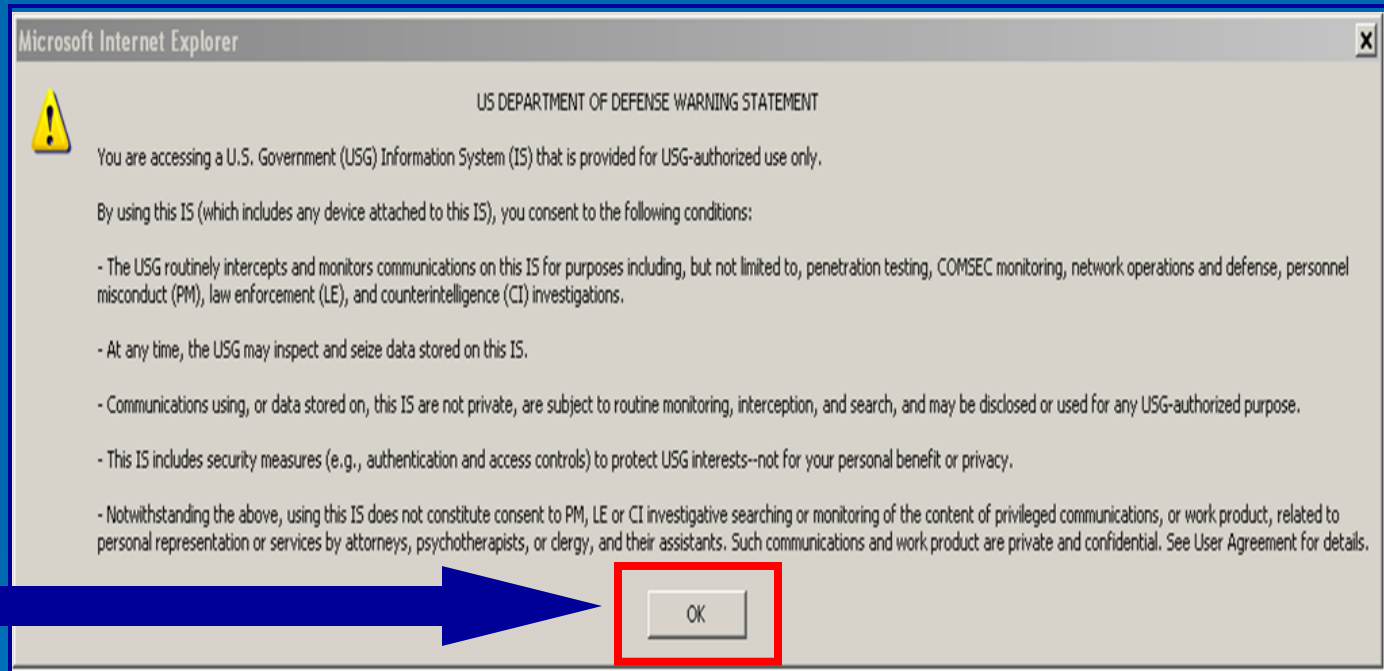 Microsoft Internet Explorer
US DEPARTMENT OF DEFENSE WARNING STATEMENT
You are accessing a U.S. Government (USG) Information System (IS) that is provided for USG-authorized use only.
By using this IS (which includes any device attached to this IS), you consent to the following conditions:
- The USG routinely intercepts and monitors communications on this IS for purposes including, but not limited to, penetration testing, COMSEC monitoring, network operations and defense, personnel
misconduct (PM), law enforcement (LE), and counterintelligence (CI) investigations.
- At any time, the USG may inspect and seize data stored on this IS.
- Communications using, or data stored on, this IS are not private, are subject to routine monitoring, interception, and search, and may be disclosed or used for any USG-authorized purpose.
- This IS includes security measures (e.g., authentication and access controls) to protect USG interests--not for your personal benefit or privacy.
- Notwithstanding the above, using this IS does not constitute consent to PM, LE or CI investigative searching or monitoring of the content of privileged communications, or work product, related to
personal representation or services by attorneys, psychotherapists, or clergy, and their assistants. Such communications and work product are private and confidential. See User Agreement for details.
OK